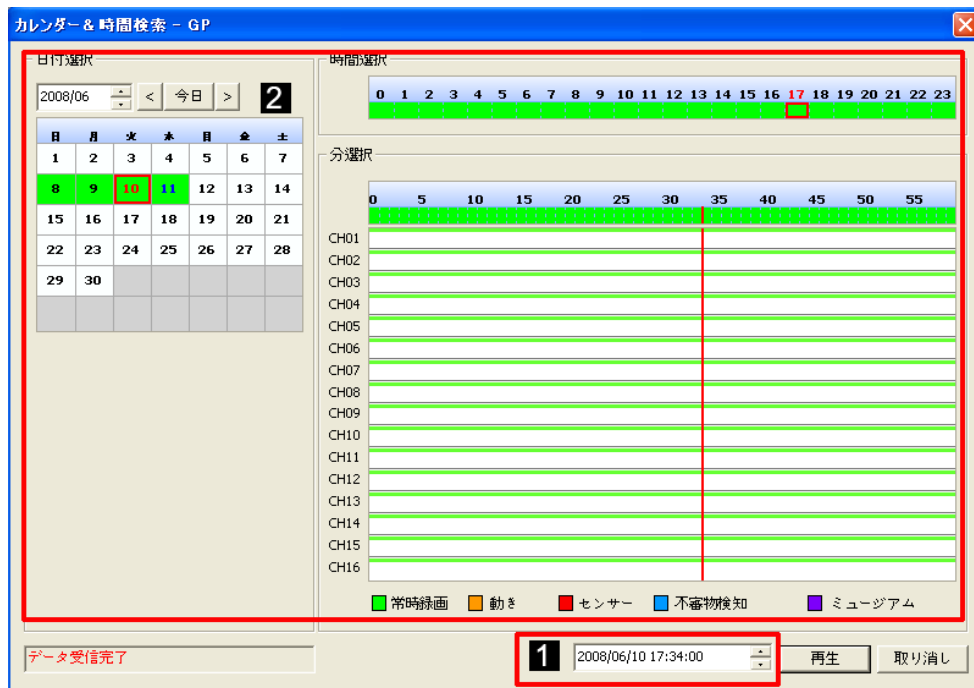 カレンダー & 時間検索 - GP
日付選択
2008/06 < 今日 > 2
日 月 火 水 木 金 土
1 2 3 4 5 6 7
8 9 10 11 12 13 14
15 16 17 18 19 20 21
22 23 24 25 26 27 28
29 30
時間選択
0 1 2 3 4 5 6 7 8 9 10 11 12 13 14 15 16 17 18 19 20 21 22 23
分選択
0 5 10 15 20 25 30 35 40 45 50 55
CH01
CH02
CH03
CH04
CH05
CH06
CH07
CH08
CH09
CH10
CH11
CH12
CH13
CH14
CH15
CH16
常時録画 動き センサー 不審物検知 ミュージアム
データ受信完了
1 2008/06/10 17:34:00 再生 取り消し